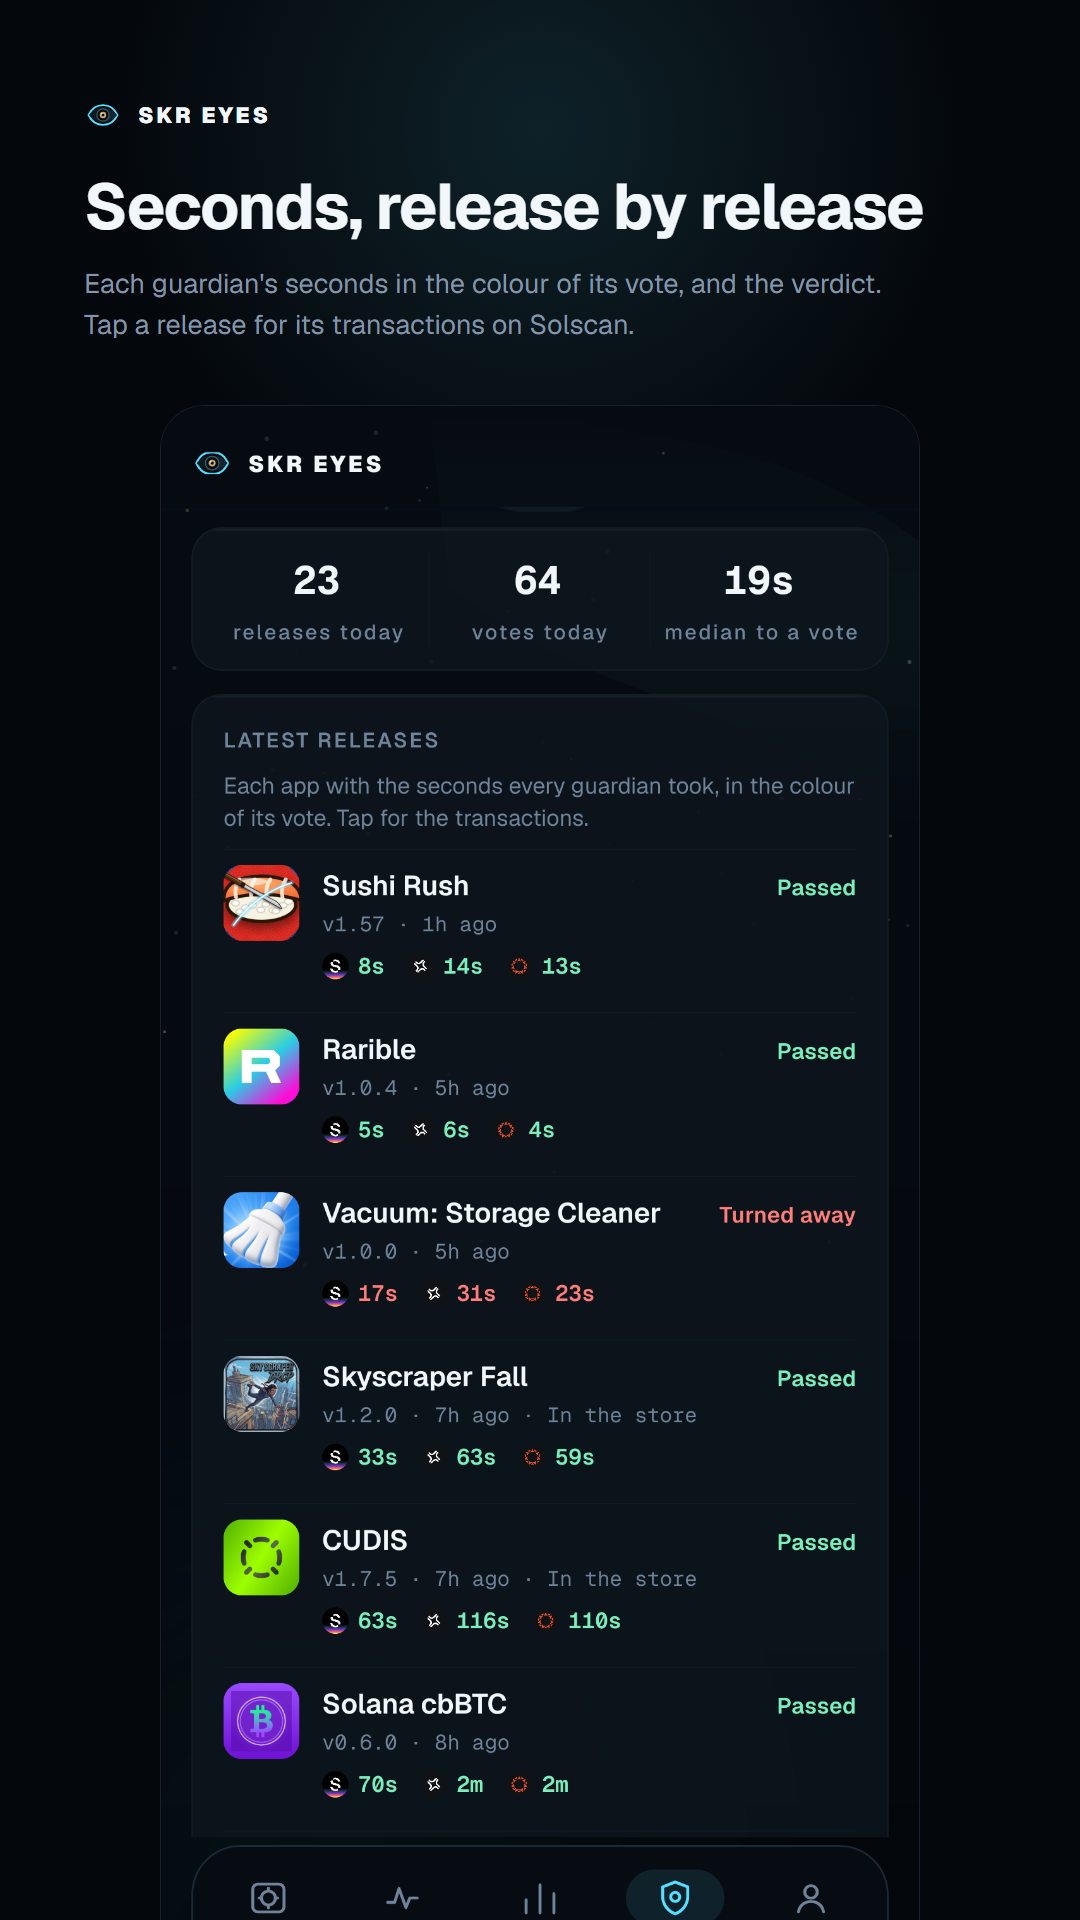 SKR EYES
Seconds, release by release
Each guardian's seconds in the colour of its vote, and the verdict.
Tap a release for its transactions on Solscan.
SKR EYES
23
releases today
64
votes today
19s
median to a vote
LATEST RELEASES
Each app with the seconds every guardian took, in the colour
of its vote. Tap for the transactions.
Sushi Rush
Passed
v1.57 · 1h ago
8s 14s 13s
R
Rarible
Passed
v1.0.4 · 5h ago
5s 6s 4s
Vacuum: Storage Cleaner
Turned away
v1.0.0 · 5h ago
17s 31s 23s
Skyscraper Fall
Passed
v1.2.0 · 7h ago · In the store
33s 63s 59s
CUDIS
Passed
v1.7.5 · 7h ago · In the store
63s 116s 110s
Solana cbBTC
Passed
v0.6.0 · 8h ago
70s 2m 2m